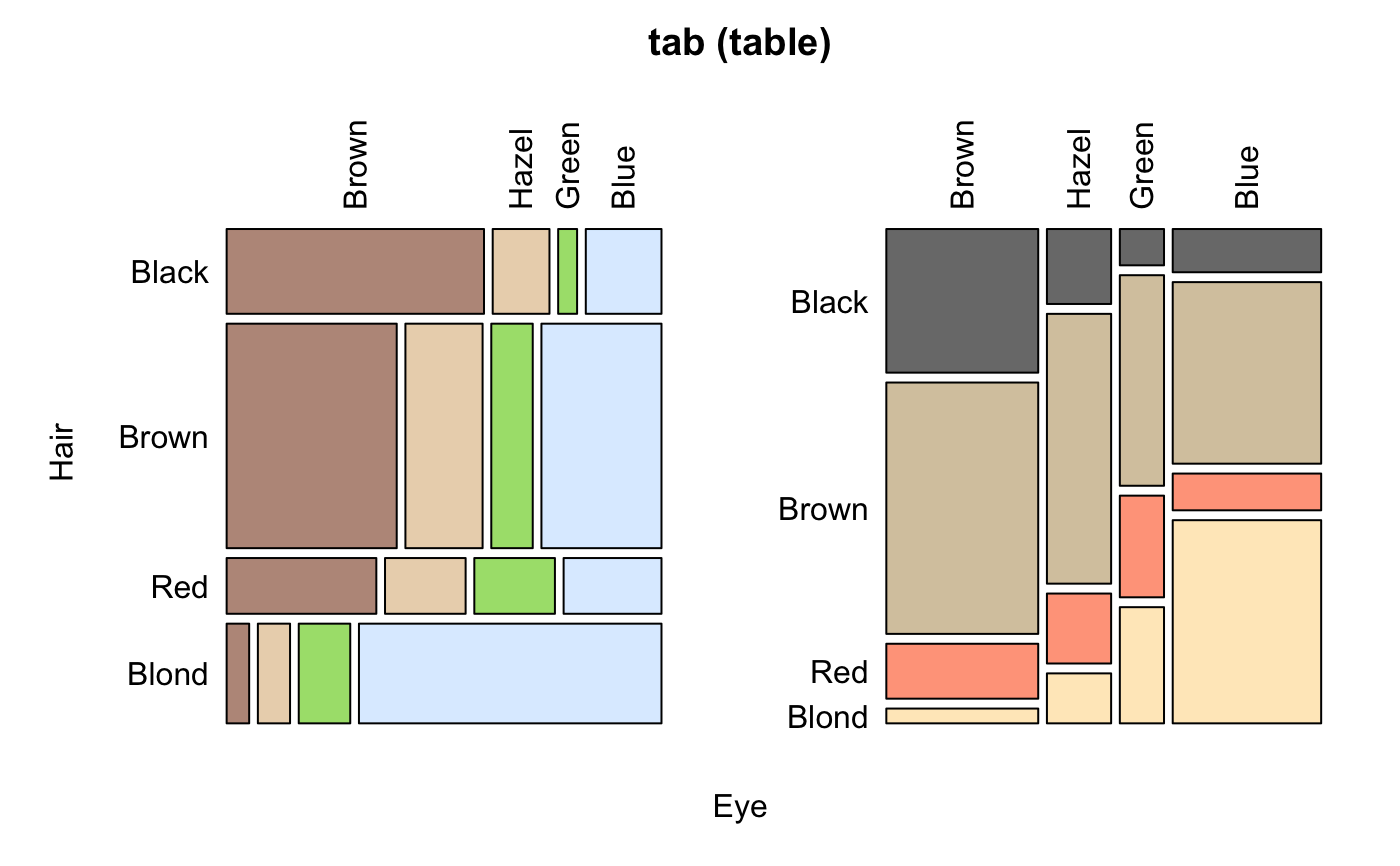 tab (table)
Brown
Hazel
Green
Blue
Black
Brown
Red
Blond
Hair
Brown
Hazel
Green
Blue
Black
Brown
Red
Blond
Eye